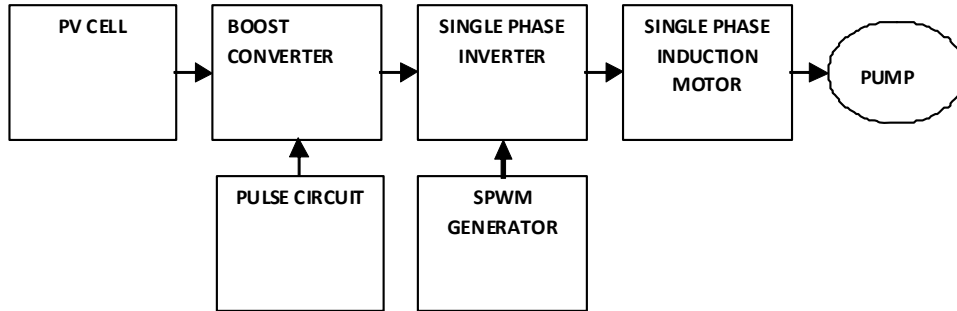 PV CELL
BOOST
CONVERTER
SINGLE PHASE
INVERTER
SINGLE PHASE
INDUCTION
MOTOR
PUMP
PULSE CIRCUIT
SPWM
GENERATOR